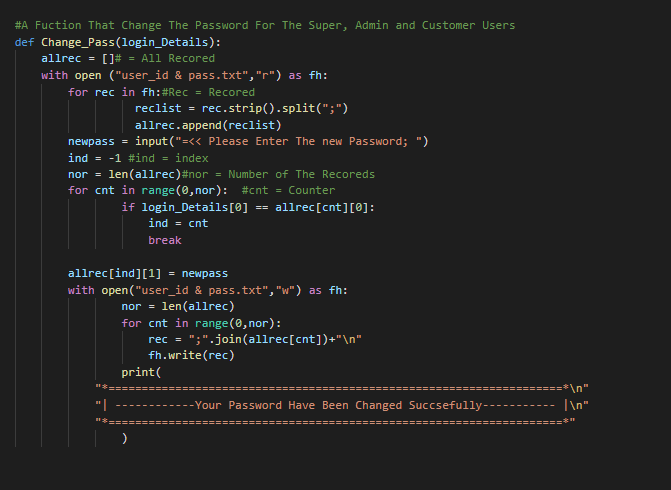 #A Fuction That Change The Password For The Super, Admin and Customer Users
def Change_Pass(login_Details):
    allrec = []# = All Recored
    with open ("user_id & pass.txt","r") as fh:
        for rec in fh:#Rec = Recored
                  reclist = rec.strip().split(";")
                  allrec.append(reclist)
        newpass = input("=<< Please Enter The new Password; ")
        ind = -1 #ind = index
        nor = len(allrec)#nor = Number of The Recoreds
        for cnt in range(0,nor):  #cnt = Counter
                if login_Details[0] == allrec[cnt][0]:
                    ind = cnt
                    break
        allrec[ind][1] = newpass
        with open("user_id & pass.txt","w") as fh:
                nor = len(allrec)
                for cnt in range(0,nor):
                    rec = ";".join(allrec[cnt])+"\n"
                    fh.write(rec)
                print(
            "*====================================================================*\n"
            "| ------------Your Password Have Been Changed Succsefully----------- |\n"
            "*====================================================================*"
                )